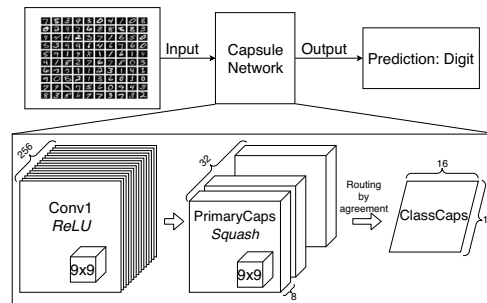 Input
Capsule
Network
Output
Prediction: Digit
256
Conv1
ReLU
9x9
32
PrimaryCaps
Squash
9x9
8
Routing
by
agreement
16
ClassCaps
1